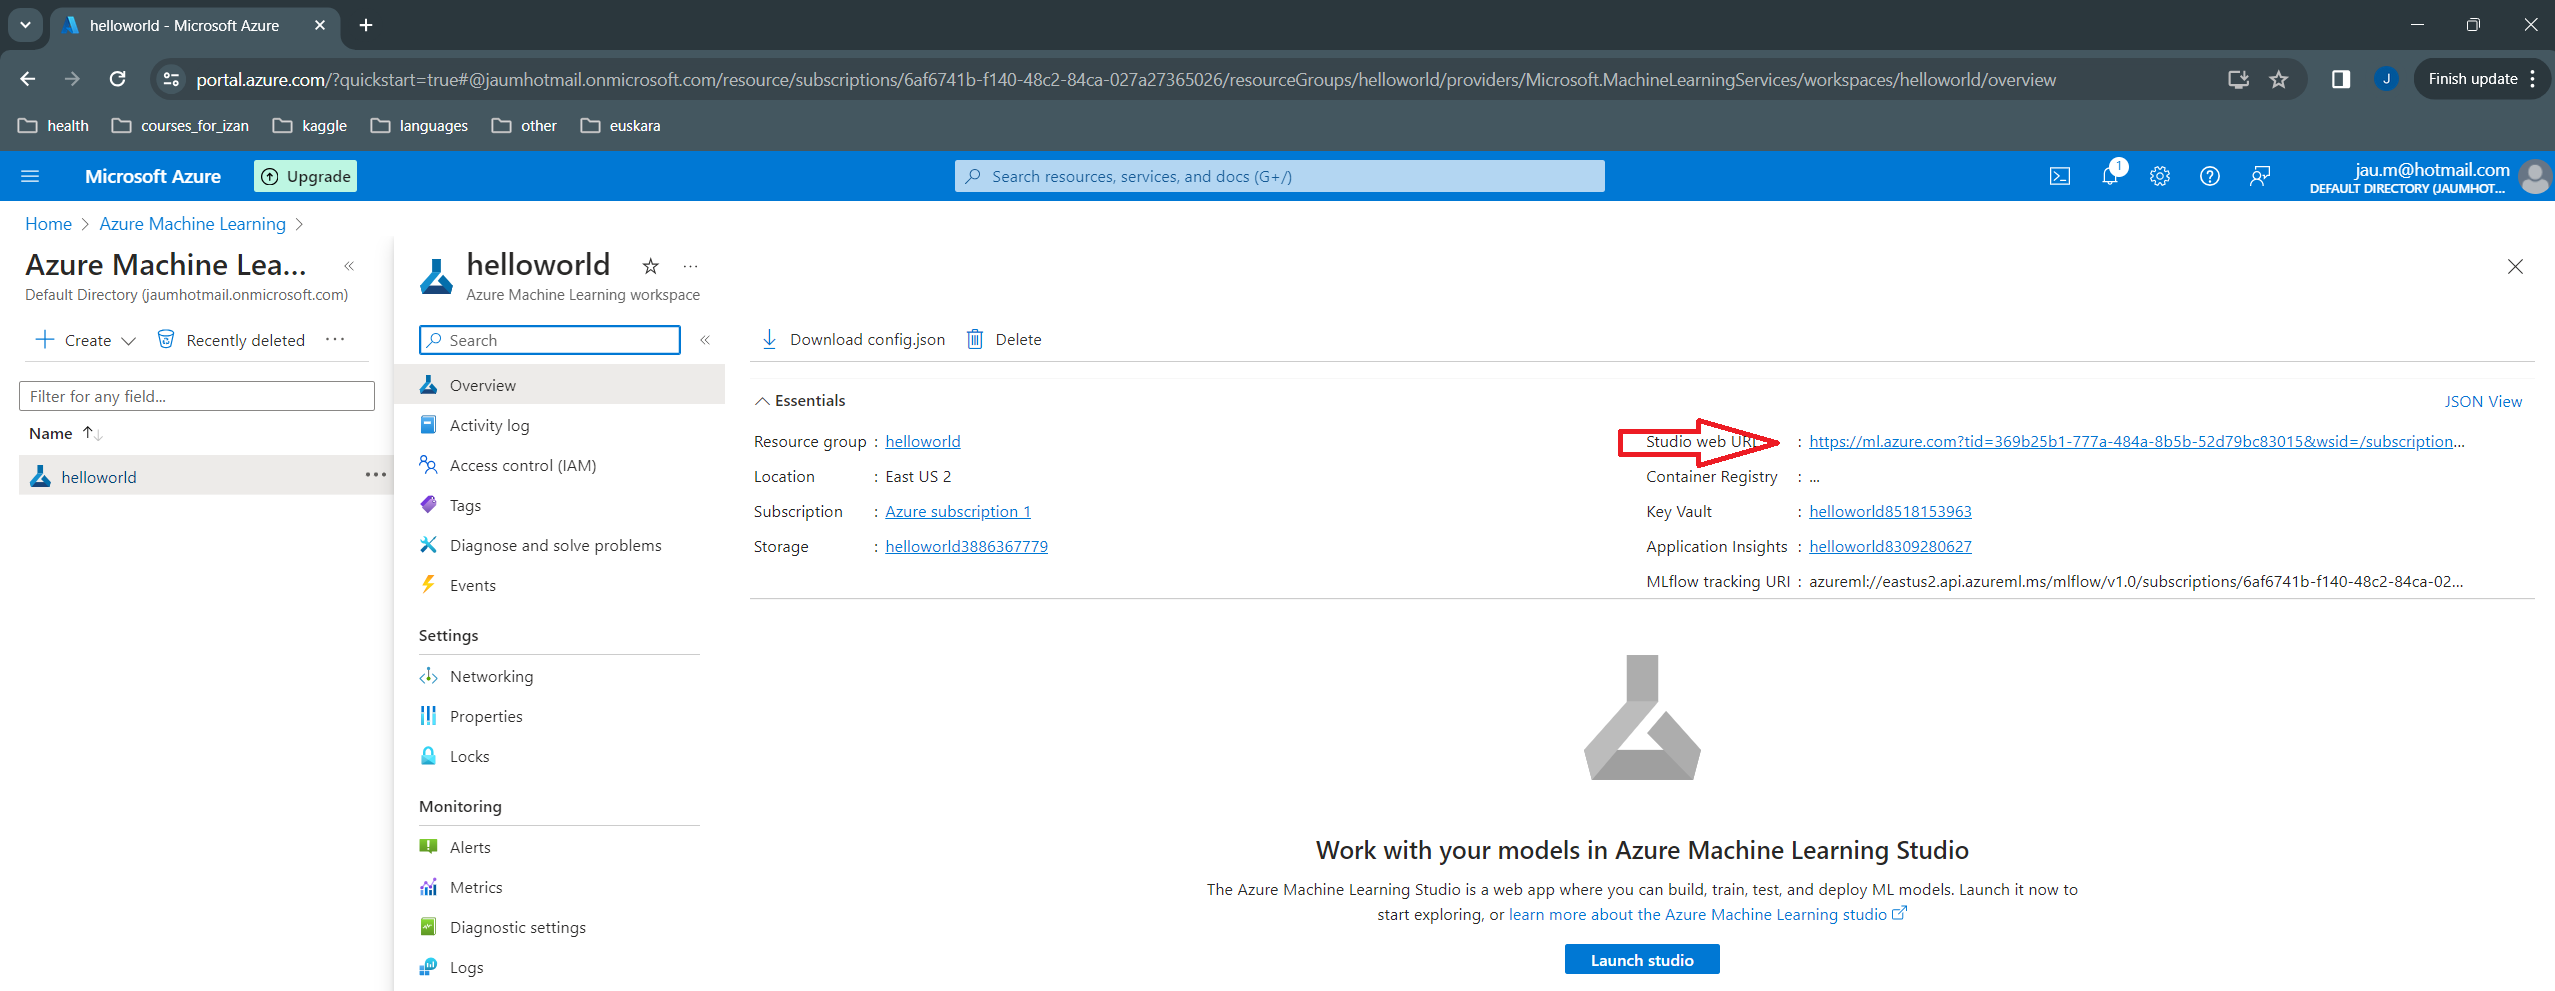 helloworld - Microsoft Azure
portal.azure.com/?quickstart=true#@jaumhotmail.onmicrosoft.com/resource/subscriptions/6af6741b-f140-48c2-84ca-027a27365026/resourceGroups/helloworld/providers/Microsoft.MachineLearningServices/workspaces/helloworld/overview
J
Finish update
health courses_for_izan kaggle languages other euskara
Microsoft Azure Upgrade Search resources, services, and docs (G+/) 1 jau.m@hotmail.com
DEFAULT DIRECTORY (JAUMHOT...
Home > Azure Machine Learning >
Azure Machine Lea... «
Default Directory (jaumhotmail.onmicrosoft.com)
+ Create Recently deleted ...
Filter for any field...
Name ↑↓
helloworld ...
helloworld ...
Azure Machine Learning workspace
Search «
Overview
Activity log
Access control (IAM)
Tags
Diagnose and solve problems
Events
Settings
Networking
Properties
Locks
Monitoring
Alerts
Metrics
Diagnostic settings
Logs
Download config.json Delete
Essentials JSON View
Resource group : helloworld
Location : East US 2
Subscription : Azure subscription 1
Storage : helloworld3886367779
Studio web URL : https://ml.azure.com?tid=369b25b1-777a-484a-8b5b-52d79bc83015&wsid=/subscription...
Container Registry : ...
Key Vault : helloworld8518153963
Application Insights : helloworld8309280627
MLflow tracking URI : azureml://eastus2.api.azureml.ms/mlflow/v1.0/subscriptions/6af6741b-f140-48c2-84ca-02...
Work with your models in Azure Machine Learning Studio
The Azure Machine Learning Studio is a web app where you can build, train, test, and deploy ML models. Launch it now to
start exploring, or learn more about the Azure Machine Learning studio
Launch studio